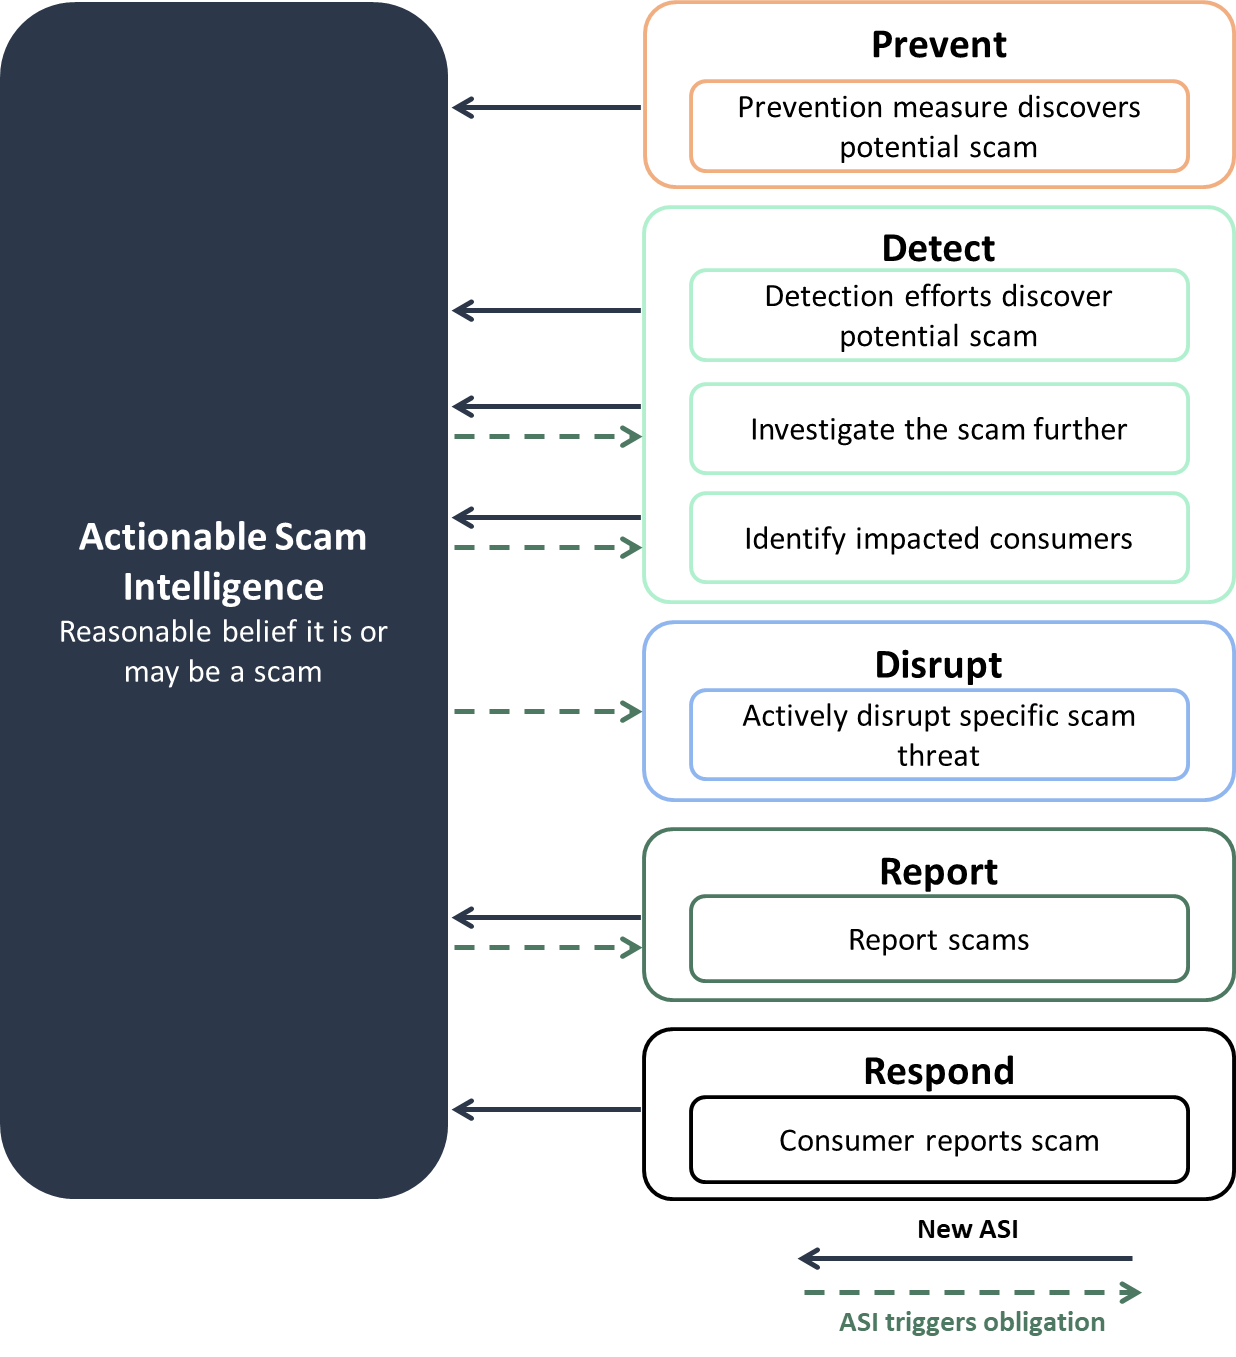 Actionable Scam
Intelligence
Reasonable belief it is or
may be a scam
Prevent
Prevention measure discovers
potential scam
Detect
Detection efforts discover
potential scam
Investigate the scam further
Identify impacted consumers
Disrupt
Actively disrupt specific scam
threat
Report
Report scams
Respond
Consumer reports scam
New ASI
ASI triggers obligation